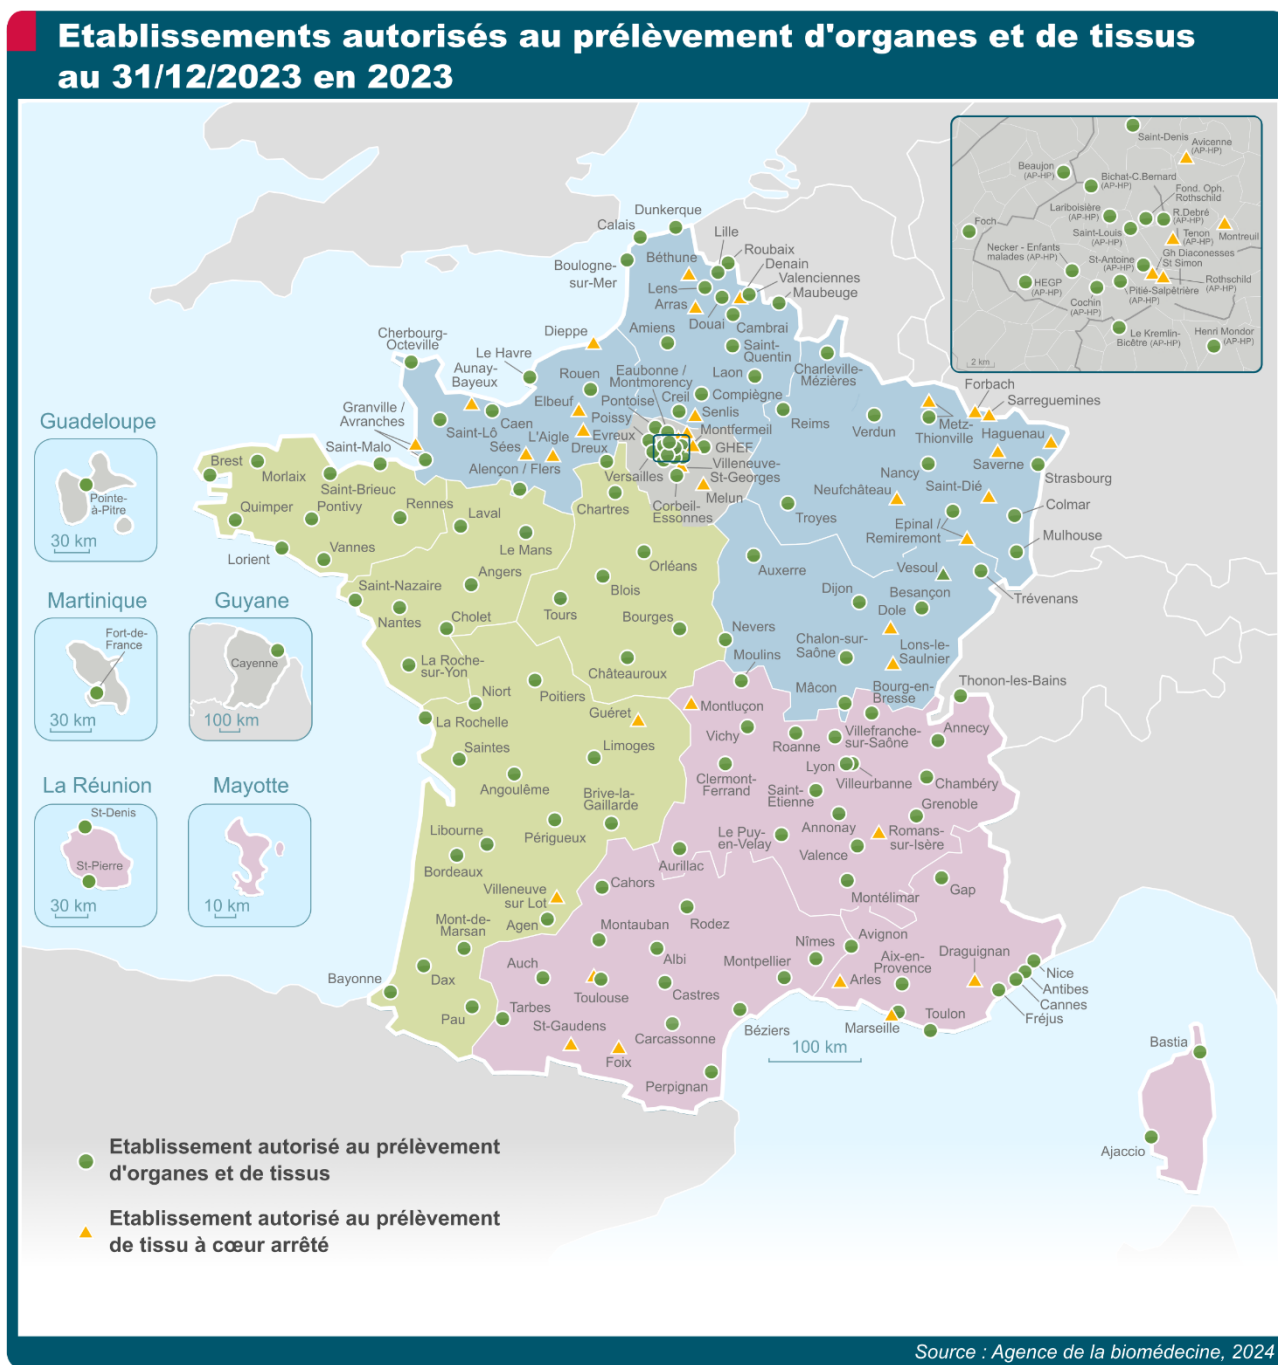 Etablissements autorisés au prélèvement d'organes et de tissus
au 31/12/2023 en 2023
Saint-Denis
Avicenne
(AP-HP)
Beaujon
(AP-HP)
Bichat-C.Bernard
(AP-HP)
Fond. Oph.
Rothschild
Lariboisière
(AP-HP)
R.Debré
(AP-HP)
Foch
Saint-Louis
(AP-HP)
Tenon
(AP-HP)
Montreuil
Necker - Enfants
malades (AP-HP)
St-Antoine
(AP-HP)
Gh Diaconesses
St Simon
HEGP
(AP-HP)
Cochin
(AP-HP)
Pitié-Salpêtrière
(AP-HP)
Rothschild
(AP-HP)
Le Kremlin-
Bicêtre (AP-HP)
Henri Mondor
(AP-HP)
2 km
Dunkerque
Calais
Lille
Roubaix
Boulogne-
sur-Mer
Béthune
Denain
Valenciennes
Lens
Maubeuge
Arras
Douai
Cambrai
Dieppe
Amiens
Saint-
Quentin
Cherbourg-
Octeville
Le Havre
Charleville-
Mézières
Aunay-
Bayeux
Rouen
Eaubonne /
Montmorency
Laon
Compiègne
Forbach
Sarreguemines
Pontoise
Creil
Senlis
Elbeuf
Granville /
Avranches
Caen
Poissy
Montfermeil
Reims
Verdun
Metz-
Thionville
Haguenau
Saint-Lô
L'Aigle
Evreux
GHEF
Saint-Malo
Sées
Dreux
Saverne
Brest
Alençon / Flers
Versailles
Villeneuve-
St-Georges
Nancy
Strasbourg
Morlaix
Saint-Brieuc
Melun
Neufchâteau
Saint-Dié
Quimper
Pontivy
Rennes
Laval
Chartres
Corbeil-
Essonnes
Troyes
Colmar
Epinal /
Remiremont
Mulhouse
Lorient
Vannes
Le Mans
Orléans
Auxerre
Vesoul
Saint-Nazaire
Angers
Blois
Dijon
Besançon
Trévenans
Nantes
Cholet
Tours
Bourges
Dole
Nevers
Chalon-sur-
Saône
Lons-le-
Saulnier
La Roche-
sur-Yon
Châteauroux
Moulins
Niort
Poitiers
Mâcon
Bourg-en-
Bresse
Thonon-les-Bains
Guéret
Montluçon
La Rochelle
Vichy
Roanne
Villefranche-
sur-Saône
Annecy
Saintes
Limoges
Angoulême
Clermont-
Ferrand
Lyon
Villeurbanne
Chambéry
Saint-
Etienne
Brive-la-
Gaillarde
Grenoble
Annonay
Libourne
Périgueux
Le Puy-
en-Velay
Romans-
sur-Isère
Valence
Bordeaux
Aurillac
Villeneuve
sur Lot
Cahors
Montélimar
Gap
Agen
Rodez
Mont-de-
Marsan
Montauban
Nîmes
Avignon
Auch
Albi
Montpellier
Aix-en-
Provence
Draguignan
Nice
Bayonne
Dax
Castres
Arles
Antibes
Toulouse
Cannes
Pau
Tarbes
Fréjus
St-Gaudens
Carcassonne
Béziers
Marseille
Toulon
Foix
100 km
Perpignan
Bastia
Ajaccio
Guadeloupe
Pointe-
à-Pitre
30 km
Martinique
Guyane
Fort-de-
France
Cayenne
30 km
100 km
La Réunion
Mayotte
St-Denis
St-Pierre
30 km
10 km
Etablissement autorisé au prélèvement
d'organes et de tissus
Etablissement autorisé au prélèvement
de tissu à cœur arrêté
Source : Agence de la biomédecine, 2024